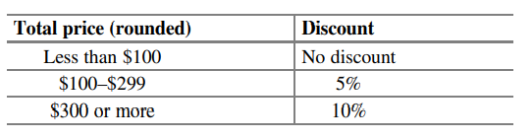 Total price (rounded) Discount
Less than $100 No discount
$100–$299 5%
$300 or more 10%